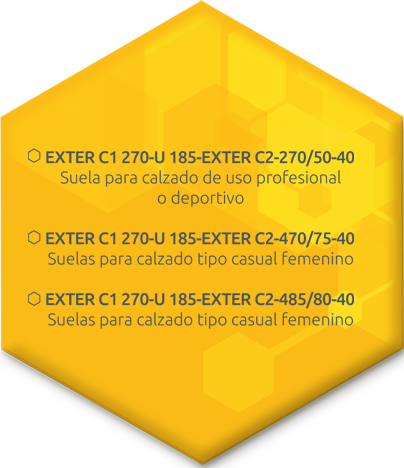 EXTER C1 270-U 185-EXTER C2-270/50-40
Suela para calzado de uso profesional
o deportivo
EXTER C1 270-U 185-EXTER C2-470/75-40
Suelas para calzado tipo casual femenino
EXTER C1 270-U 185-EXTER C2-485/80-40
Suelas para calzado tipo casual femenino